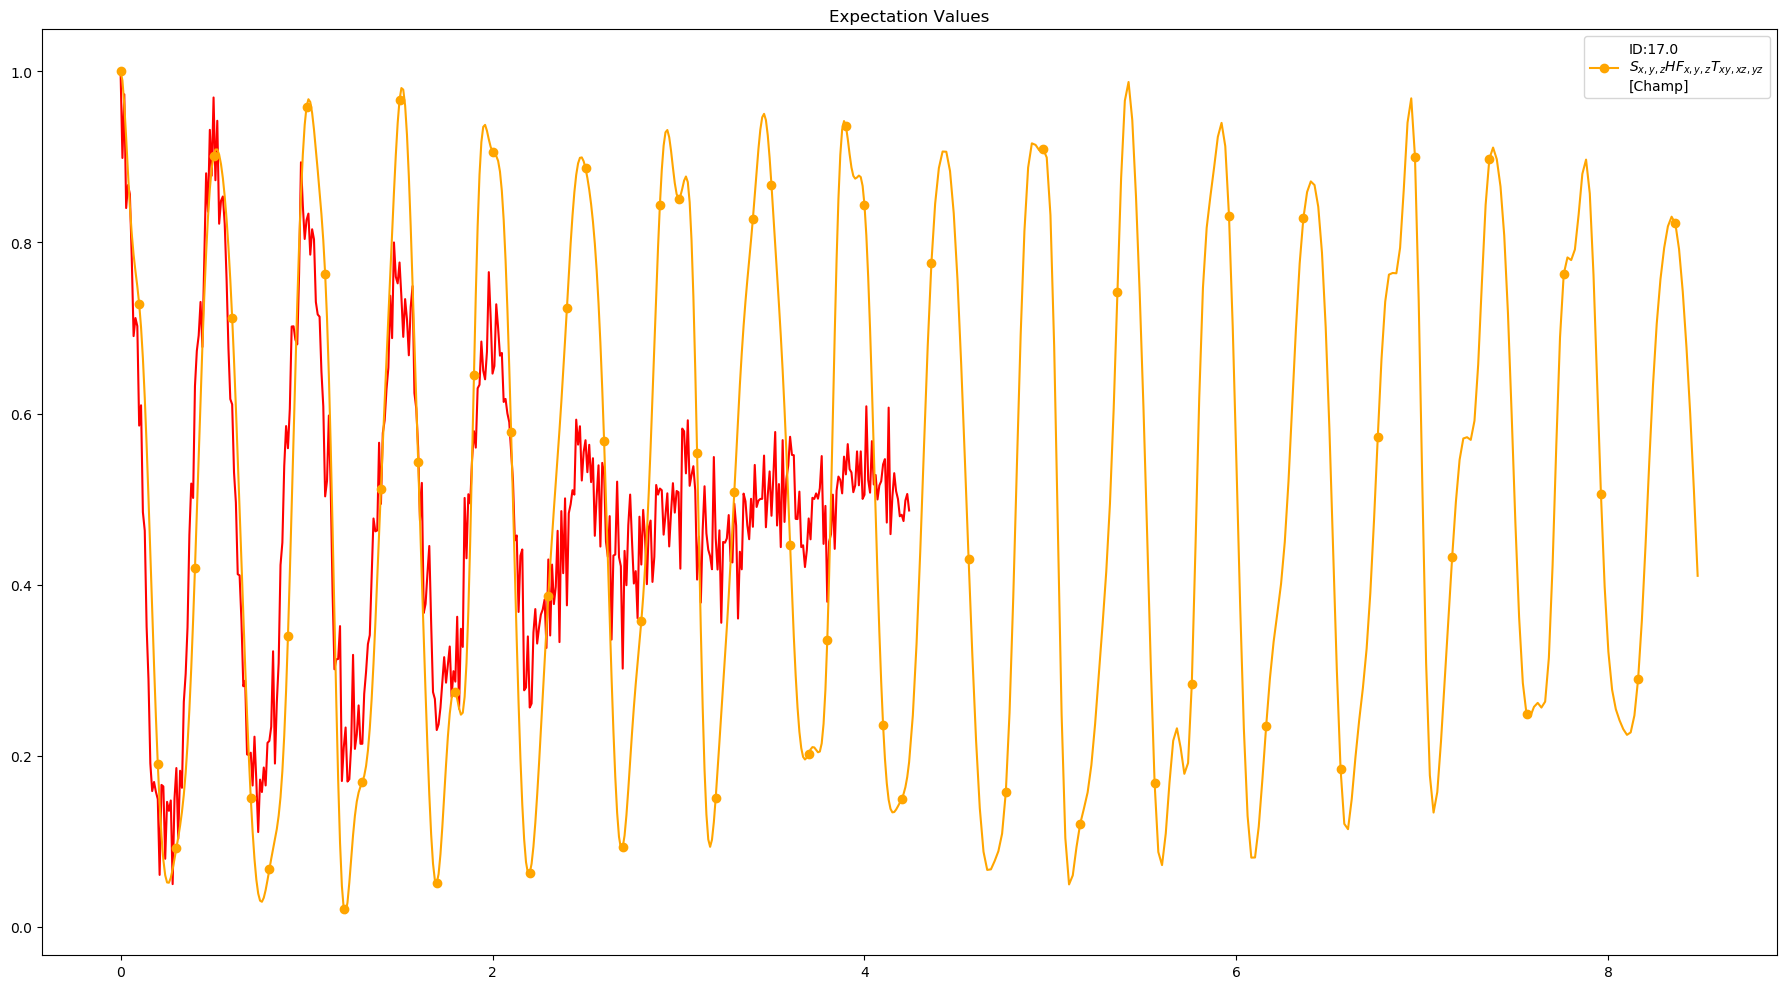 Expectation Values
ID:17.0
S_{x,y,z}HF_{x,y,z}T_{xy,xz,yz}
[Champ]
1.0
0.8
0.6
0.4
0.2
0.0
0 2 4 6 8